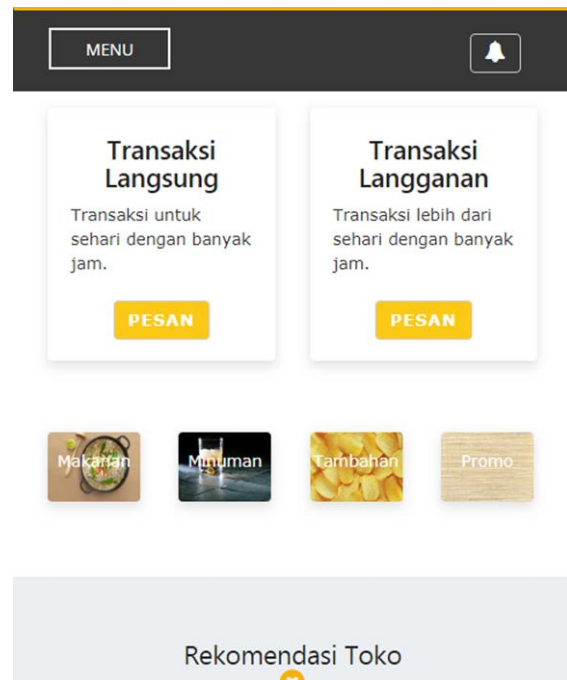 MENU
Transaksi
Langsung
Transaksi untuk
sehari dengan banyak
jam.
PESAN
Transaksi
Langganan
Transaksi lebih dari
sehari dengan banyak
jam.
PESAN
Makanan
Minuman
Tambahan
Promo
Rekomendasi Toko